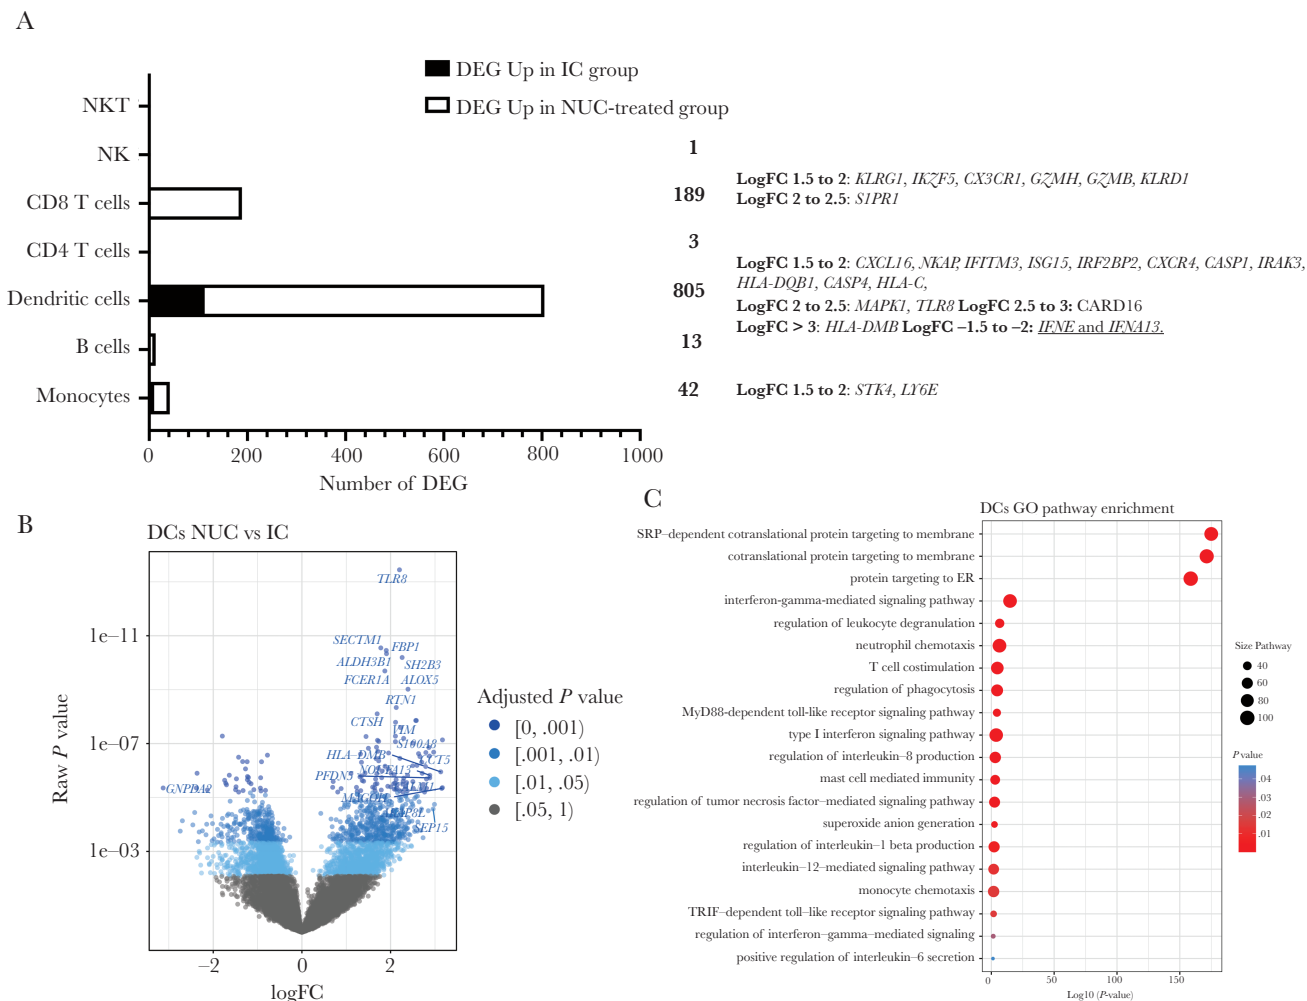 A
DEG Up in IC group
DEG Up in NUC-treated group
NKT
NK
CD8 T cells
CD4 T cells
Dendritic cells
B cells
Monocytes
0 200 400 600 800 1000
Number of DEG
1
189
LogFC 1.5 to 2: KLRG1, IKZF5, CX3CR1, GZMH, GZMB, KLRD1
LogFC 2 to 2.5: S1PR1
3
805
LogFC 1.5 to 2: CXCL16, NKAP, IFITM3, ISG15, IRF2BP2, CXCR4, CASP1, IRAK3,
HLA-DQB1, CASP4, HLA-C,
LogFC 2 to 2.5: MAPK1, TLR8 LogFC 2.5 to 3: CARD16
LogFC > 3: HLA-DMB LogFC –1.5 to –2: IFNE and IFNA13.
13
42
LogFC 1.5 to 2: STK4, LY6E
B
DCs NUC vs IC
Raw P value
1e–11
1e–07
1e–03
–2 0 2
logFC
TLR8
SECTM1
FBP1
ALDH3B1
SH2B3
FCER1A
ALOX5
RTN1
CTSH
VIM
S100A8
HLA–DMB
CCT5
PFDN5
GNPDA2
SEP15
Adjusted P value
[0, .001)
[.001, .01)
[.01, .05)
[.05, 1)
C
DCs GO pathway enrichment
SRP–dependent cotranslational protein targeting to membrane
cotranslational protein targeting to membrane
protein targeting to ER
interferon-gamma-mediated signaling pathway
regulation of leukocyte degranulation
neutrophil chemotaxis
T cell costimulation
regulation of phagocytosis
MyD88-dependent toll-like receptor signaling pathway
type I interferon signaling pathway
regulation of interleukin–8 production
mast cell mediated immunity
regulation of tumor necrosis factor–mediated signaling pathway
superoxide anion generation
regulation of interleukin–1 beta production
interleukin–12–mediated signaling pathway
monocyte chemotaxis
TRIF–dependent toll–like receptor signaling pathway
regulation of interferon–gamma–mediated signaling
positive regulation of interleukin–6 secretion
0 50 100 150
Log10 (P-value)
Size Pathway
40
60
80
100
P value
.04
.03
.02
.01